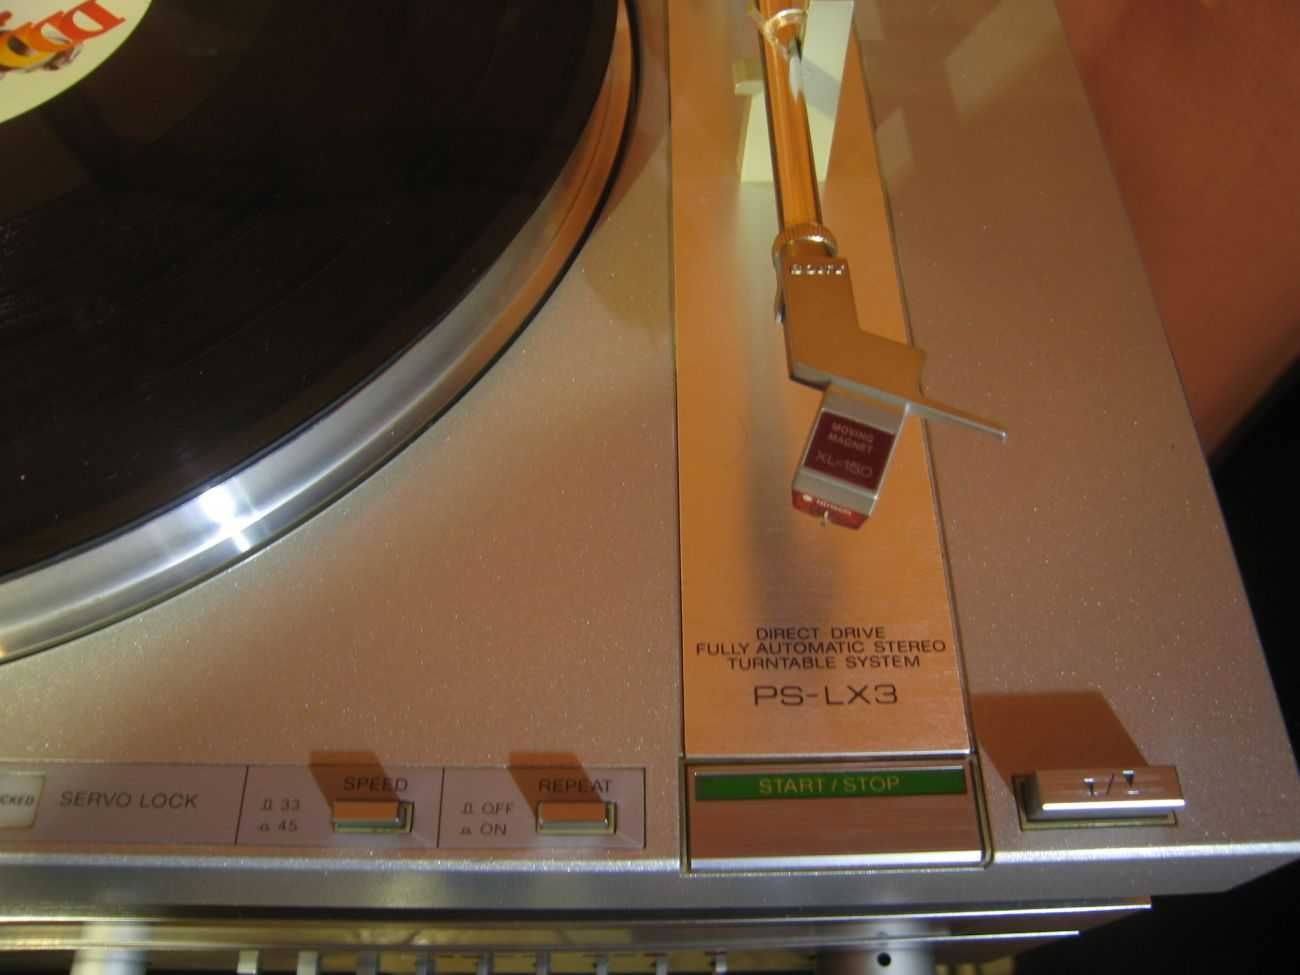 SONY
MOVING
MAGNET
XL-150
DIRECT DRIVE
FULLY AUTOMATIC STEREO
TURNTABLE SYSTEM
PS-LX3
START/STOP
SPEED
33
45
REPEAT
OFF
ON
SERVO LOCK